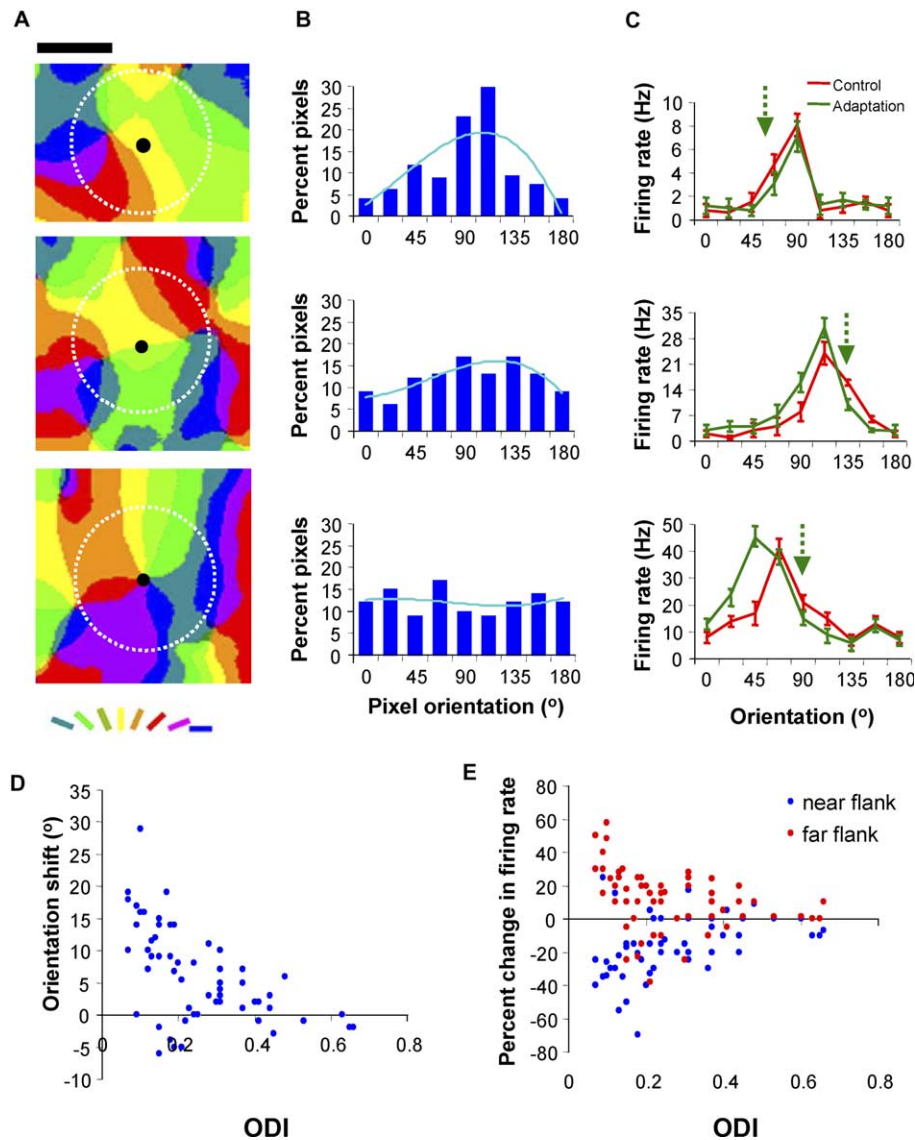 A
B
C
Percent pixels
30
25
20
15
10
5
0
0 45 90 135 180
Firing rate (Hz)
10
8
6
4
2
0
0 45 90 135 180
Control
Adaptation
Percent pixels
30
25
20
15
10
5
0
0 45 90 135 180
Firing rate (Hz)
35
28
21
14
7
0
0 45 90 135 180
Percent pixels
30
25
20
15
10
5
0
0 45 90 135 180
Pixel orientation (º)
Firing rate (Hz)
50
40
30
20
10
0
0 45 90 135 180
Orientation (º)
D
Orientation shift (º)
35
30
25
20
15
10
5
0
-5
-10
0 0.2 0.4 0.6 0.8
ODI
E
Percent change in firing rate
80
60
40
20
0
-20
-40
-60
-80
0 0.2 0.4 0.6 0.8
near flank
far flank
ODI